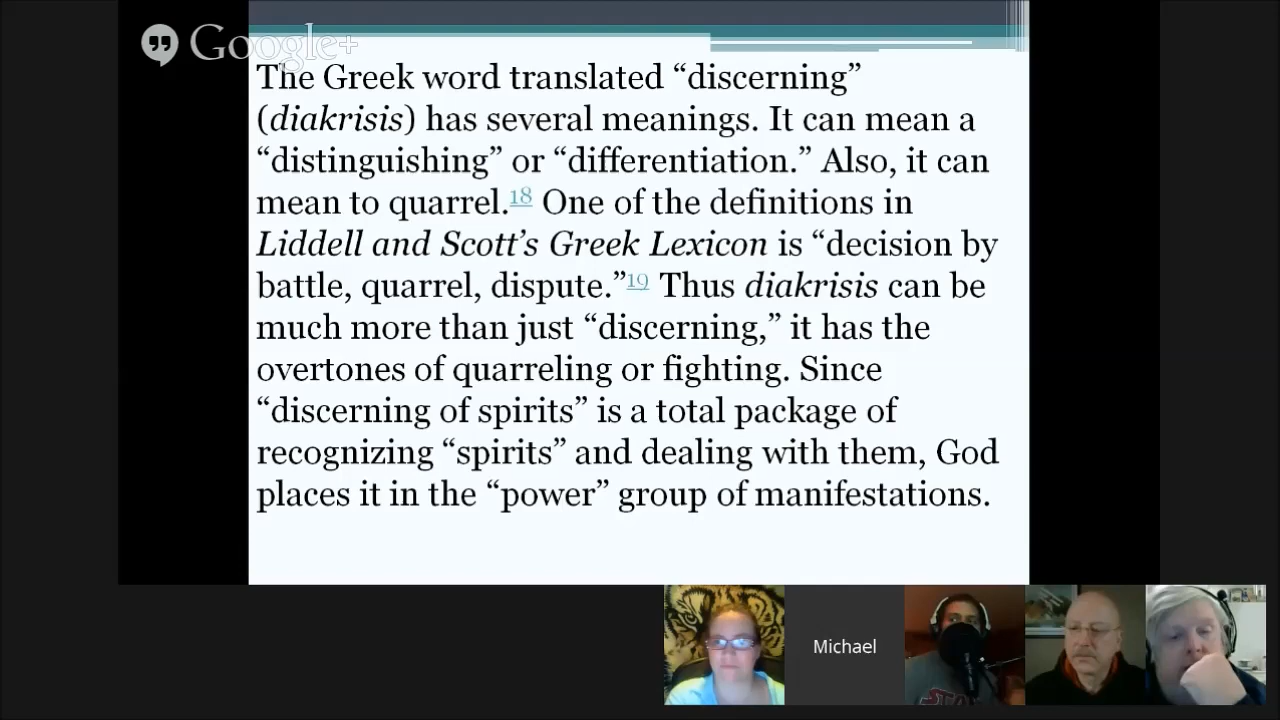 Google+
The Greek word translated “discerning”
(diakrisis) has several meanings. It can mean a
“distinguishing” or “differentiation.” Also, it can
mean to quarrel.18 One of the definitions in
Liddell and Scott’s Greek Lexicon is “decision by
battle, quarrel, dispute.”19 Thus diakrisis can be
much more than just “discerning,” it has the
overtones of quarreling or fighting. Since
“discerning of spirits” is a total package of
recognizing “spirits” and dealing with them, God
places it in the “power” group of manifestations.
Michael